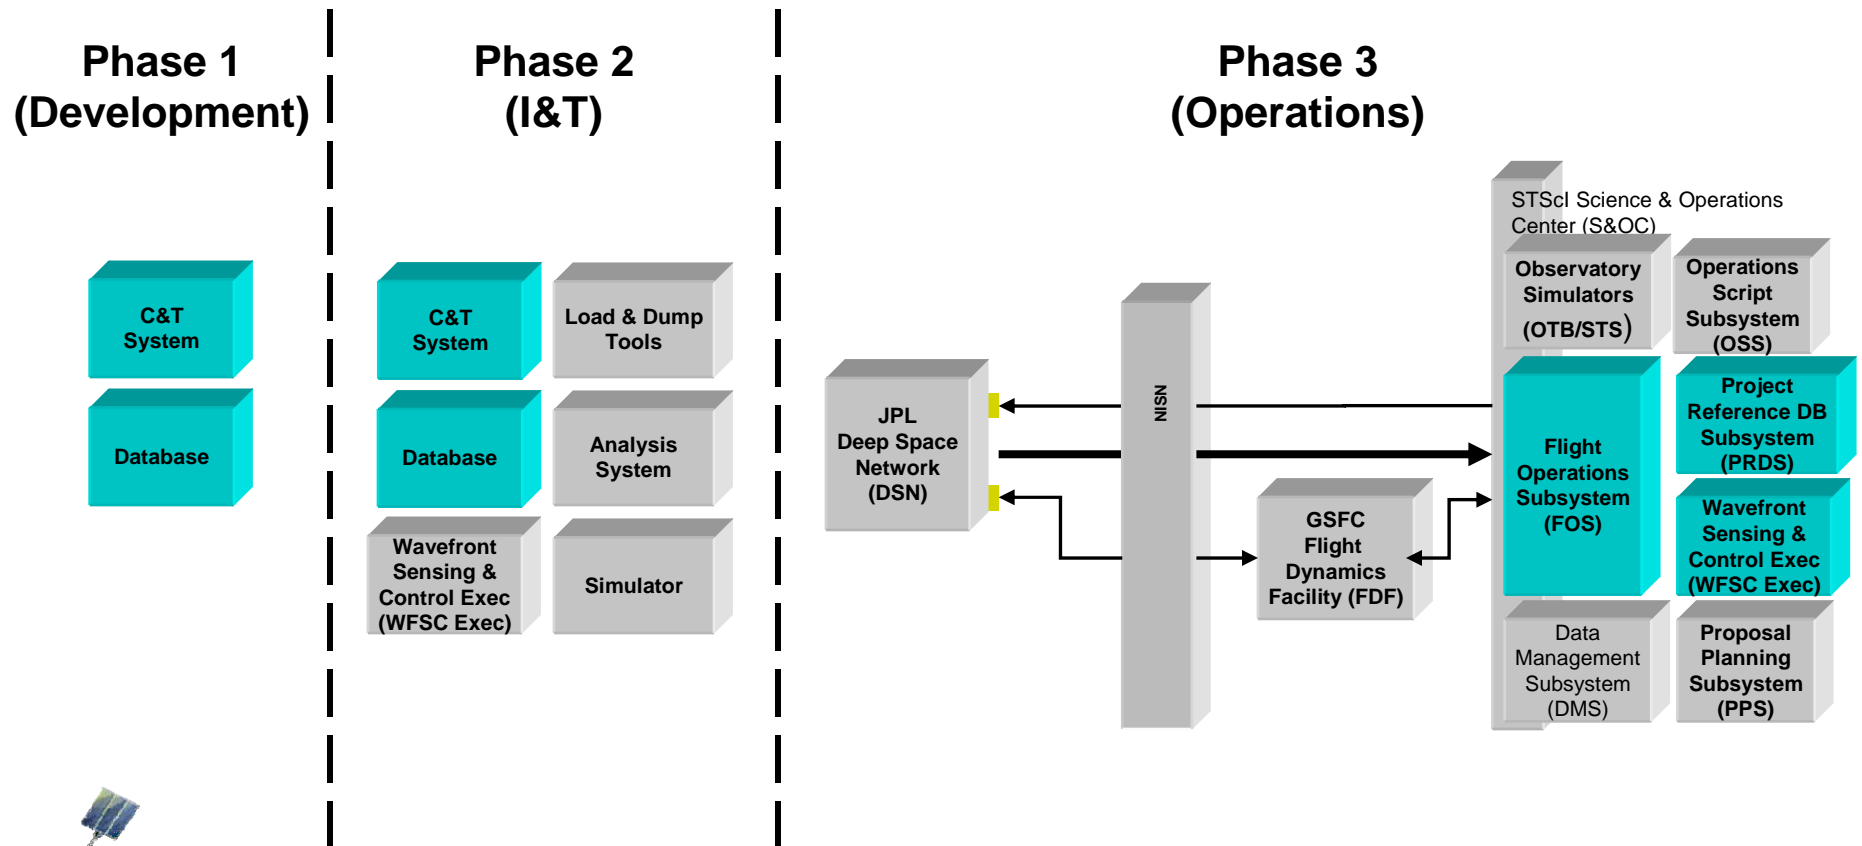 Phase 1
(Development)
Phase 2
(I&T)
Phase 3
(Operations)
C&T
System
Database
C&T
System
Load & Dump
Tools
Database
Analysis
System
Wavefront
Sensing &
Control Exec
(WFSC Exec)
Simulator
JPL
Deep Space
Network
(DSN)
NISN
GSFC
Flight
Dynamics
Facility (FDF)
STScI Science & Operations
Center (S&OC)
Observatory
Simulators
(OTB/STS)
Operations
Script
Subsystem
(OSS)
Flight
Operations
Subsystem
(FOS)
Project
Reference DB
Subsystem
(PRDS)
Wavefront
Sensing &
Control Exec
(WFSC Exec)
Data
Management
Subsystem
(DMS)
Proposal
Planning
Subsystem
(PPS)